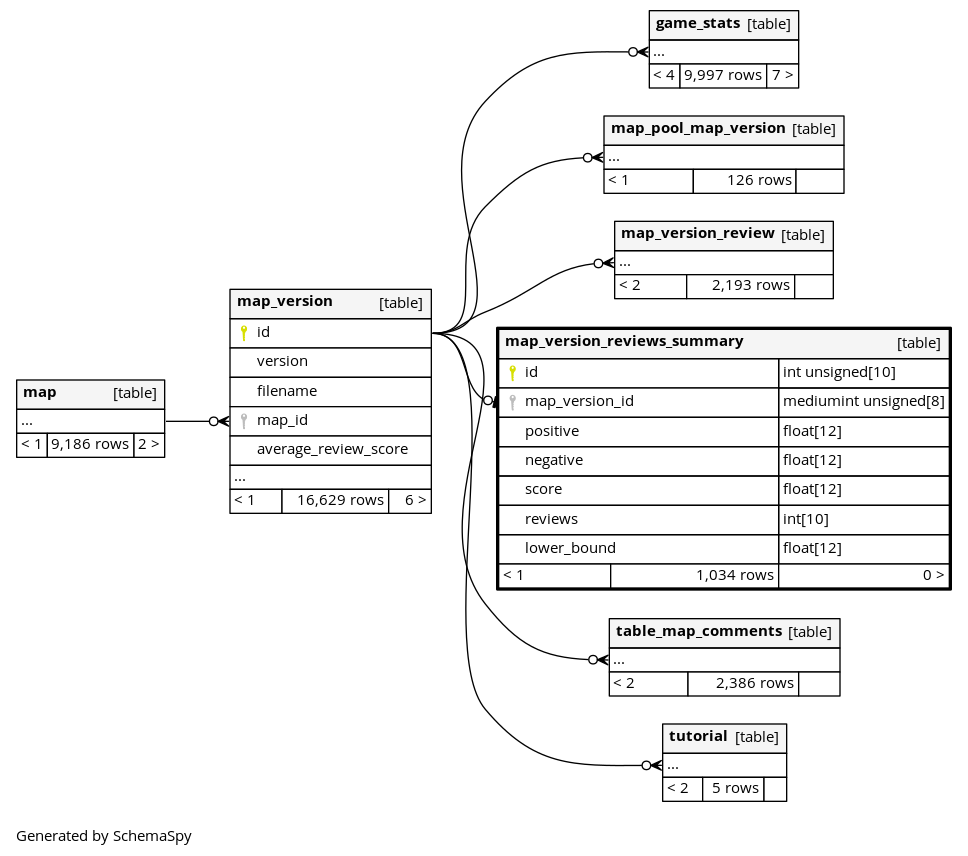 game_stats [table]
...
< 4 9,997 rows 7 >
map_pool_map_version [table]
...
< 1 126 rows
map_version_review [table]
...
< 2 2,193 rows
map_version [table]
id
version
filename
map_id
average_review_score
...
< 1 16,629 rows 6 >
map_version_reviews_summary [table]
id int unsigned[10]
map_version_id mediumint unsigned[8]
positive float[12]
negative float[12]
score float[12]
reviews int[10]
lower_bound float[12]
< 1 1,034 rows 0 >
map [table]
...
< 1 9,186 rows 2 >
table_map_comments [table]
...
< 2 2,386 rows
tutorial [table]
...
< 2 5 rows
Generated by SchemaSpy